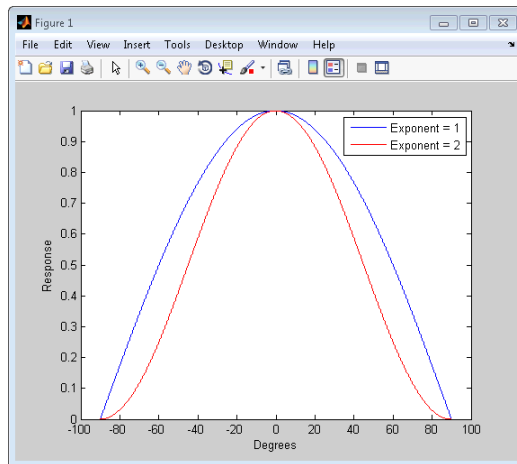 Figure 1
File Edit View Insert Tools Desktop Window Help
Exponent = 1
Exponent = 2
1
0.9
0.8
0.7
0.6
0.5
0.4
0.3
0.2
0.1
0
Response
-100 -80 -60 -40 -20 0 20 40 60 80 100
Degrees